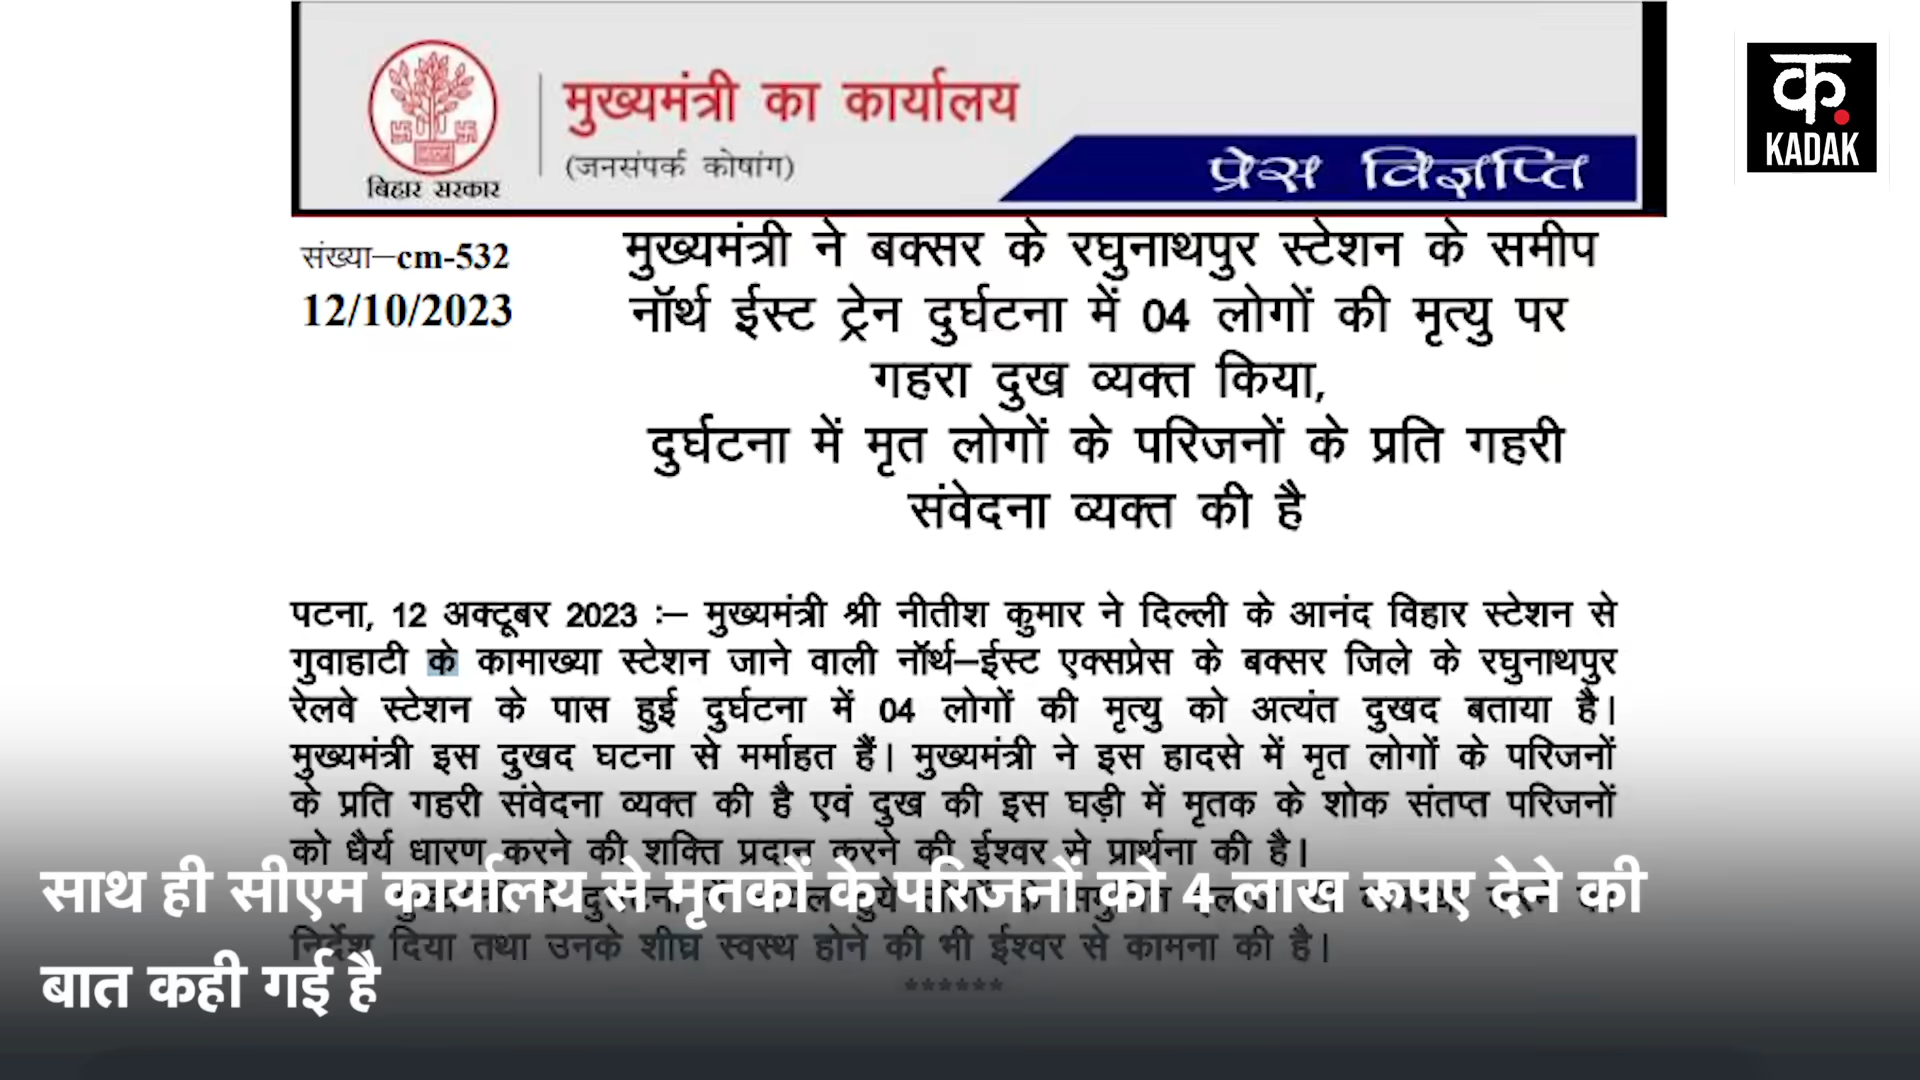 मुख्यमंत्री का कार्यालय
(जनसंपर्क कोषांग)
बिहार सरकार
प्रेस विज्ञप्ति
क
KADAK
संख्या–cm-532
12/10/2023
मुख्यमंत्री ने बक्सर के रघुनाथपुर स्टेशन के समीप
नॉर्थ ईस्ट ट्रेन दुर्घटना में 04 लोगों की मृत्यु पर
गहरा दुख व्यक्त किया,
दुर्घटना में मृत लोगों के परिजनों के प्रति गहरी
संवेदना व्यक्त की है
पटना, 12 अक्टूबर 2023 :– मुख्यमंत्री श्री नीतीश कुमार ने दिल्ली के आनंद विहार स्टेशन से
गुवाहाटी के कामाख्या स्टेशन जाने वाली नॉर्थ–ईस्ट एक्सप्रेस के बक्सर जिले के रघुनाथपुर
रेलवे स्टेशन के पास हुई दुर्घटना में 04 लोगों की मृत्यु को अत्यंत दुखद बताया है।
मुख्यमंत्री इस दुखद घटना से मर्माहत हैं। मुख्यमंत्री ने इस हादसे में मृत लोगों के परिजनों
के प्रति गहरी संवेदना व्यक्त की है एवं दुख की इस घड़ी में मृतक के शोक संतप्त परिजनों
को धैर्य धारण करने की शक्ति प्रदान करने की ईश्वर से प्रार्थना की है।
साथ ही सीएम कार्यालय से मृतकों के परिजनों को 4 लाख रूपए देने की
निर्देश दिया तथा उनके शीघ्र स्वस्थ होने की भी ईश्वर से कामना की है।
बात कही गई है
******